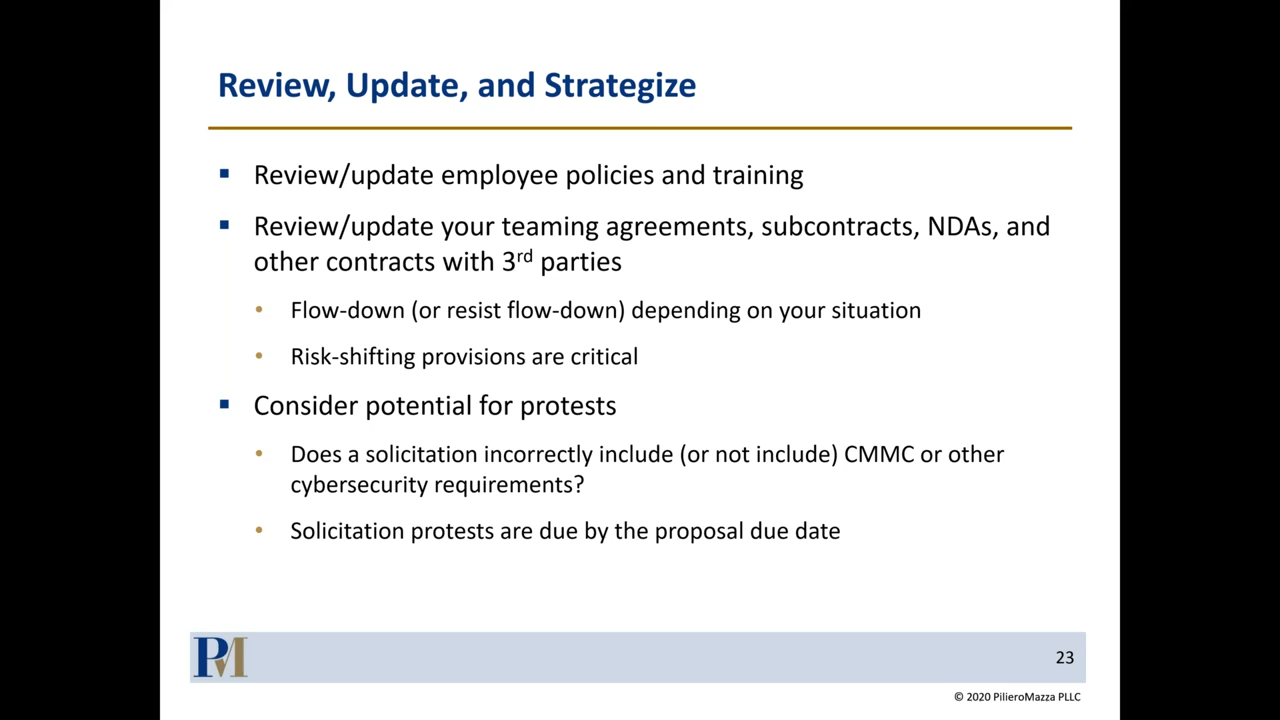 Review, Update, and Strategize
▪ Review/update employee policies and training
▪ Review/update your teaming agreements, subcontracts, NDAs, and
other contracts with 3rd parties
• Flow-down (or resist flow-down) depending on your situation
• Risk-shifting provisions are critical
▪ Consider potential for protests
• Does a solicitation incorrectly include (or not include) CMMC or other
cybersecurity requirements?
• Solicitation protests are due by the proposal due date
PM
23
© 2020 PilieroMazza PLLC